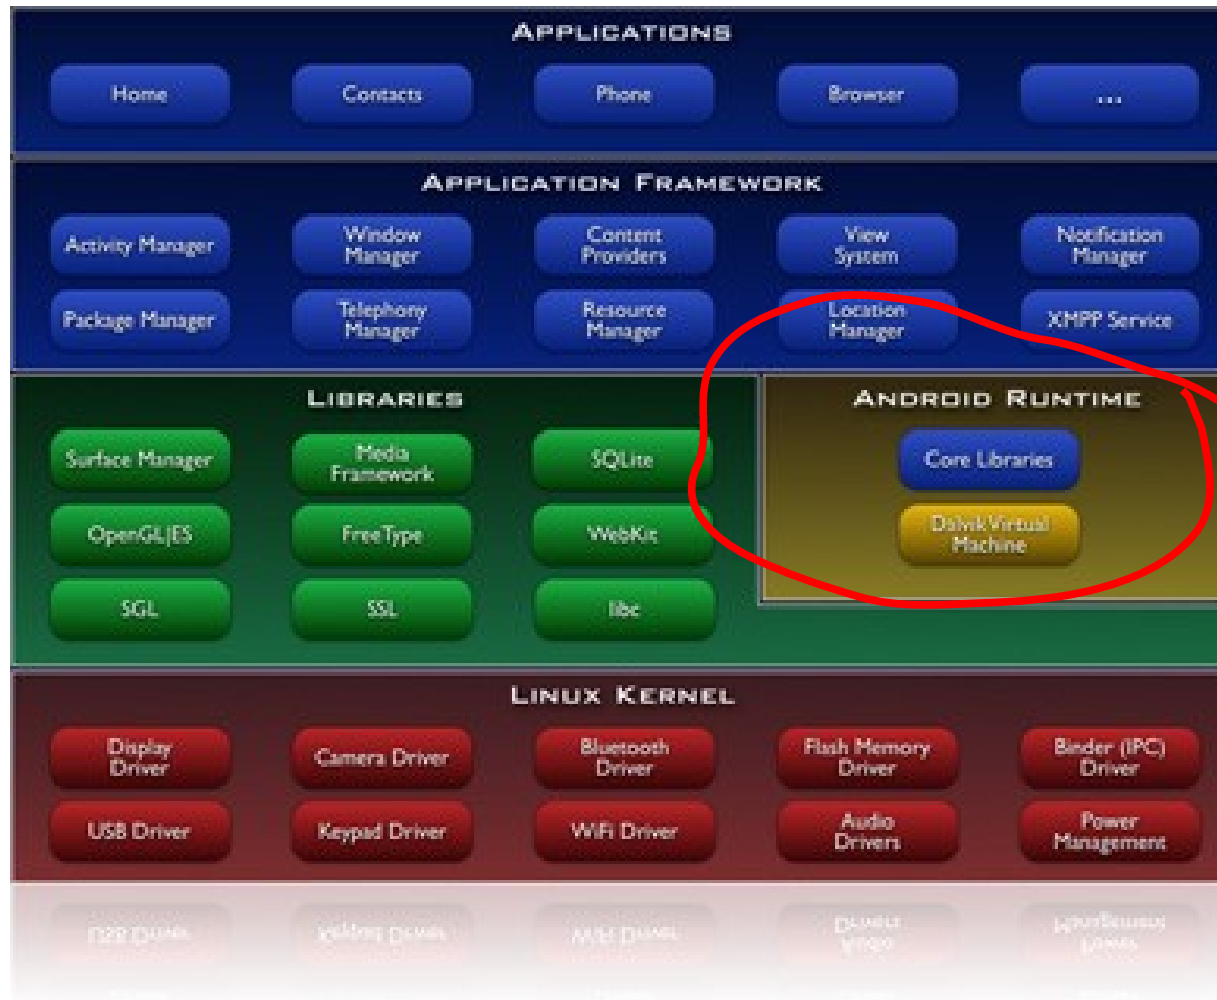 APPLICATIONS
Home
Contacts
Phone
Browser
...
APPLICATION FRAMEWORK
Activity Manager
Window
Manager
Content
Providers
View
System
Notification
Manager
Package Manager
Telephony
Manager
Resource
Manager
Location
Manager
XMPP Service
LIBRARIES
Surface Manager
Media
Framework
SQLite
OpenGL|ES
FreeType
WebKit
SGL
SSL
libc
ANDROID RUNTIME
Core Libraries
Dalvik Virtual
Machine
LINUX KERNEL
Display
Driver
Camera Driver
Bluetooth
Driver
Flash Memory
Driver
Binder (IPC)
Driver
USB Driver
Keypad Driver
WiFi Driver
Audio
Drivers
Power
Management